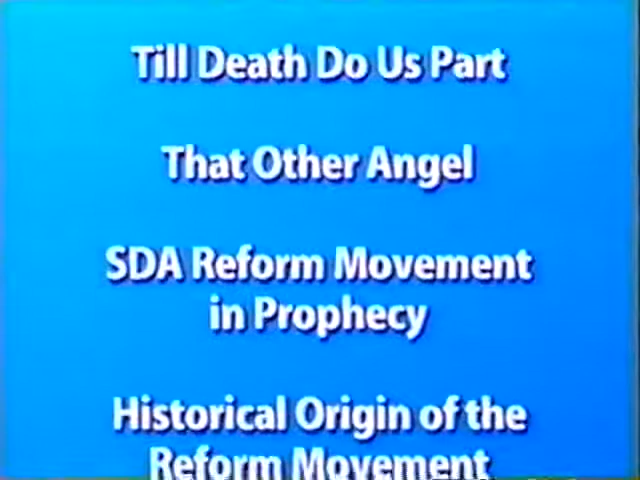 Till Death Do Us Part
That Other Angel
SDA Reform Movement
in Prophecy
Historical Origin of the
Reform Movement